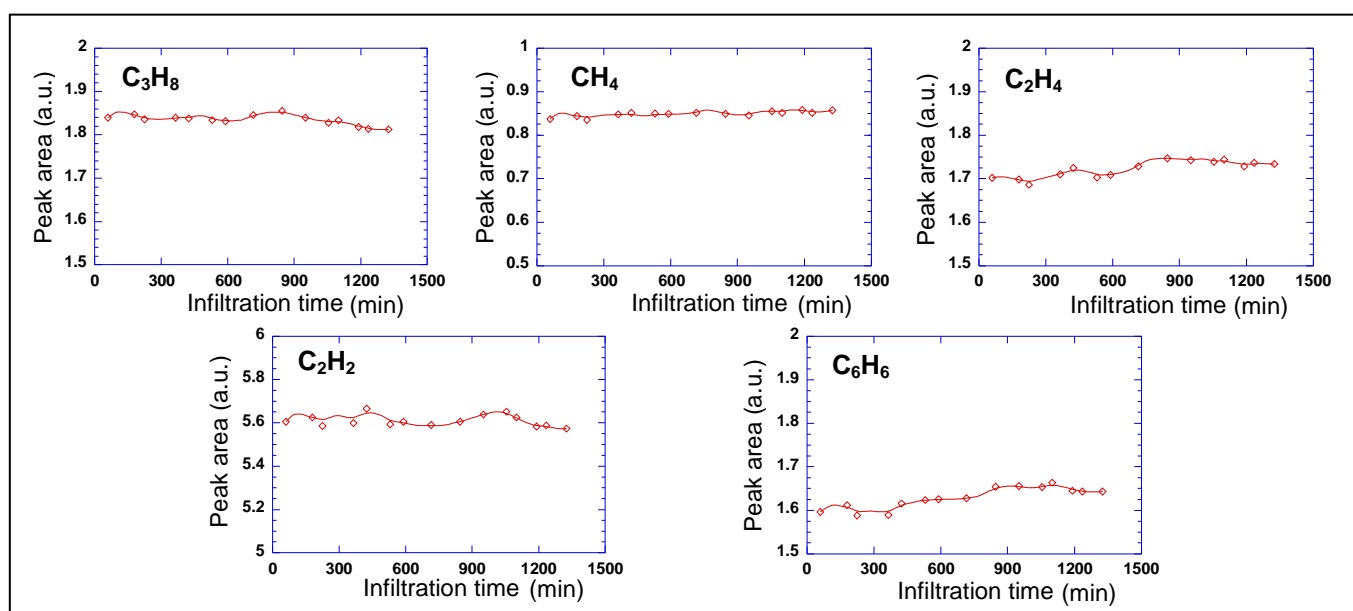 C₃H₈
Peak area (a.u.)
2
1.9
1.8
1.7
1.6
1.5
0 300 600 900 1200 1500
Infiltration time (min)
CH₄
Peak area (a.u.)
1
0.9
0.8
0.7
0.6
0.5
0 300 600 900 1200 1500
Infiltration time (min)
C₂H₄
Peak area (a.u.)
2
1.9
1.8
1.7
1.6
1.5
0 300 600 900 1200 1500
Infiltration time (min)
C₂H₂
Peak area (a.u.)
6
5.8
5.6
5.4
5.2
5
0 300 600 900 1200 1500
Infiltration time (min)
C₆H₆
Peak area (a.u.)
2
1.9
1.8
1.7
1.6
1.5
0 300 600 900 1200 1500
Infiltration time (min)